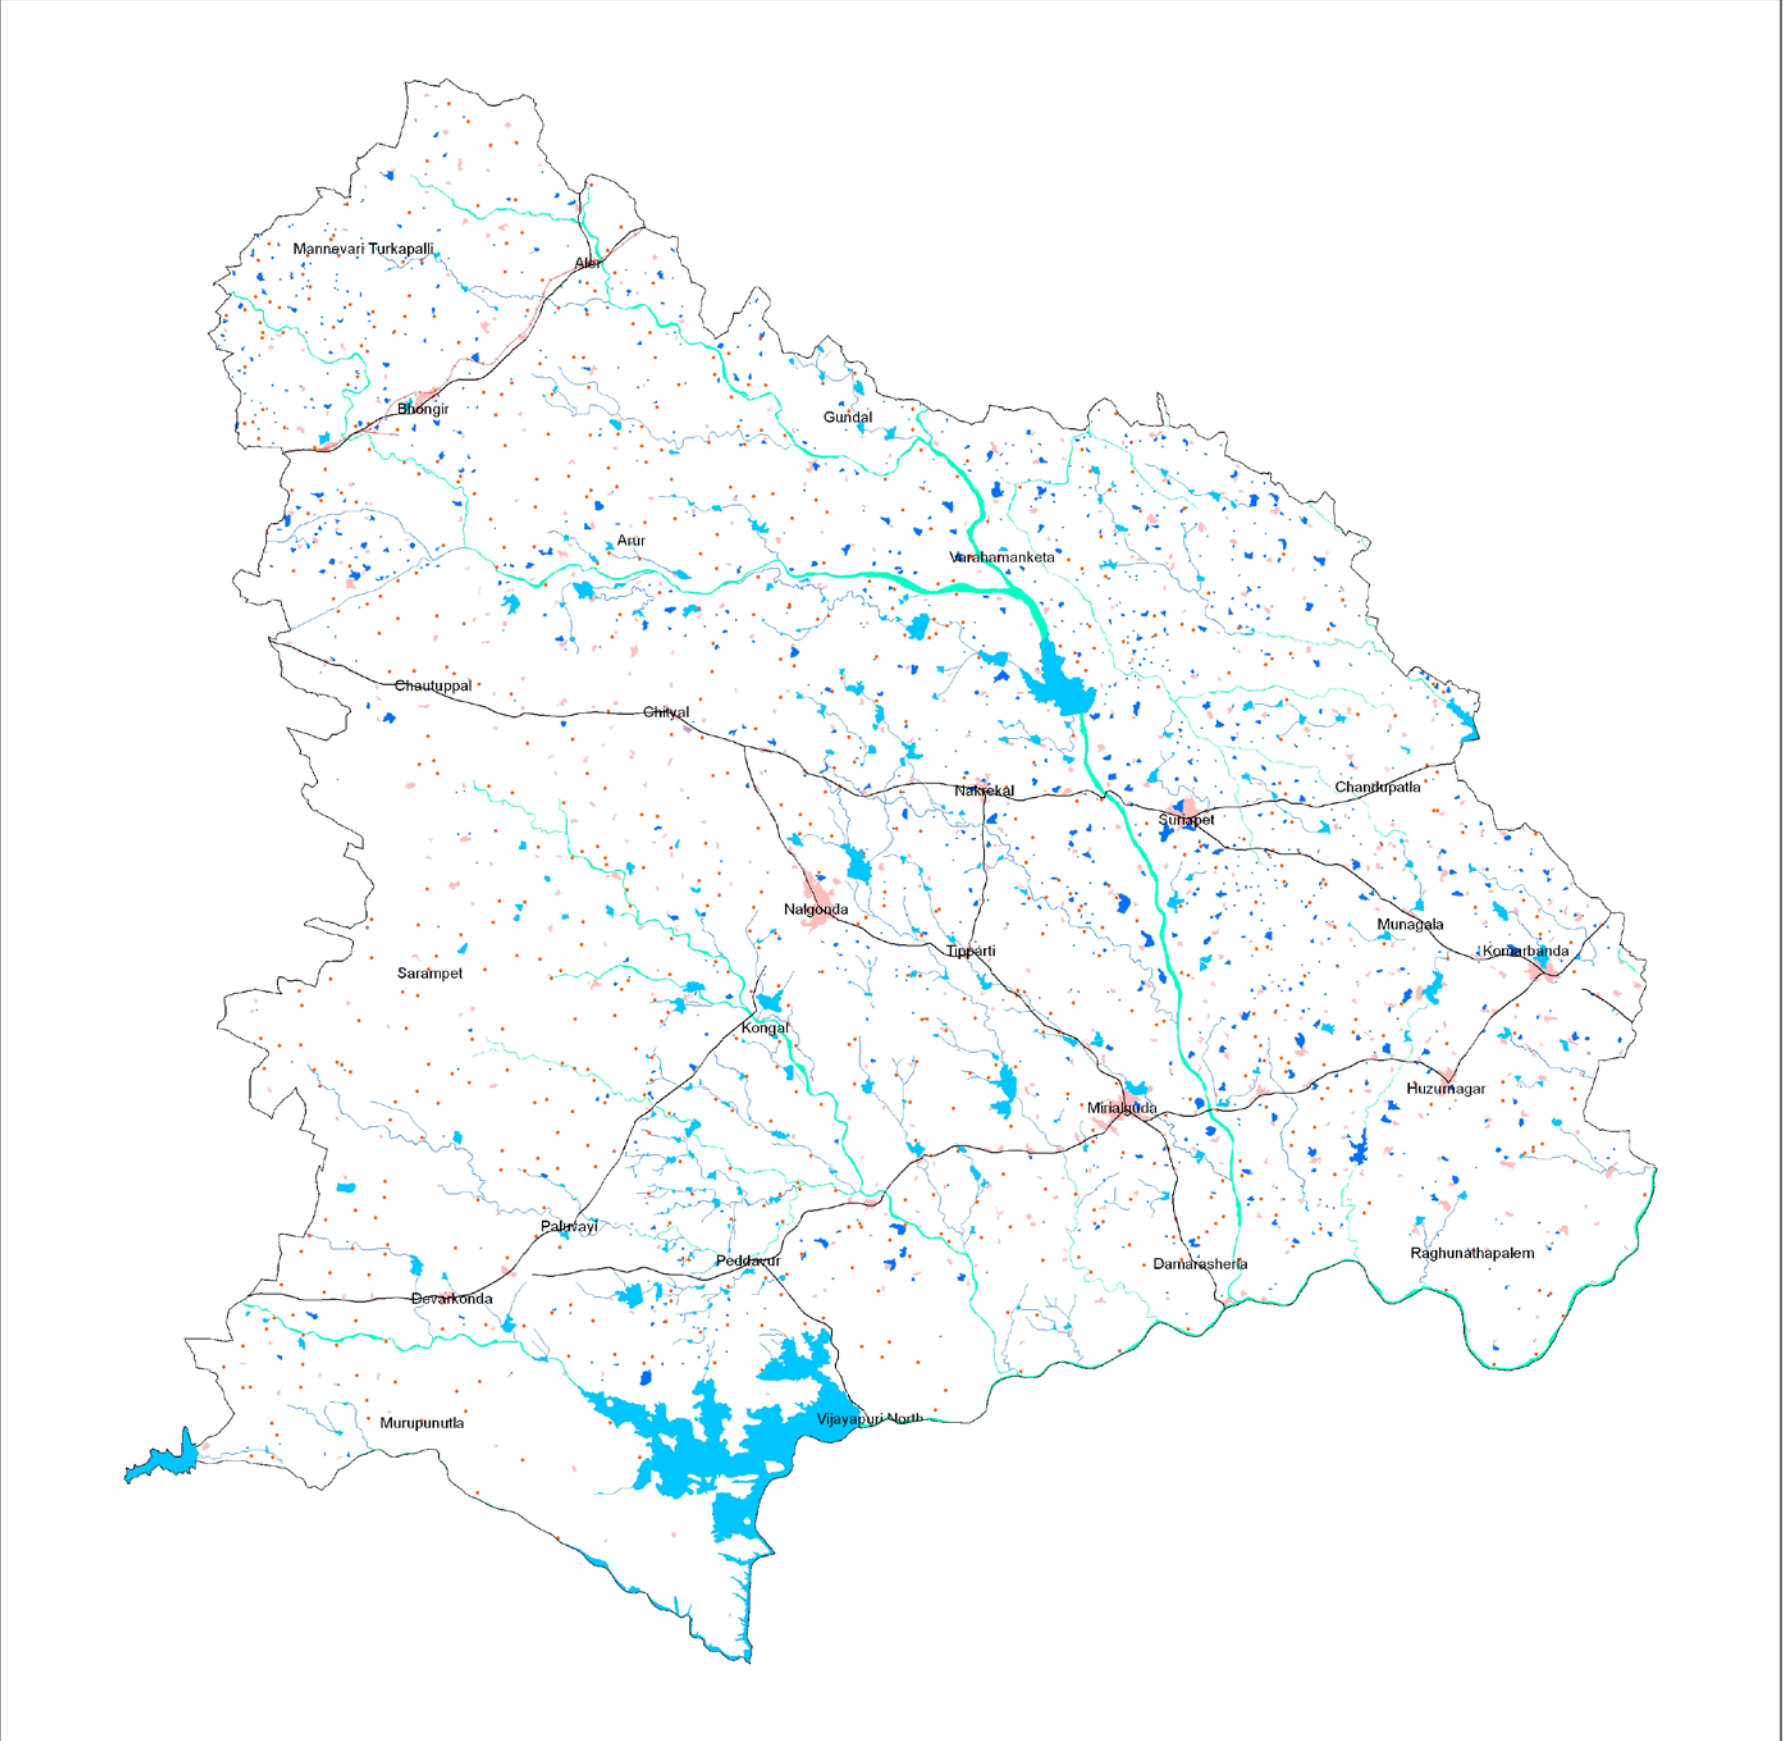 Mannevari Turkapalli
Aler
Bhongir
Gundal
Arur
Varahamanketa
Chautuppal
Chityal
Nakrekal
Chandupatla
Suriapet
Nalgonda
Munagala
Tipparti
Komarbanda
Sarampet
Kongal
Huzurnagar
Mirialguda
Paluvayi
Peddavur
Raghunathapalem
Damarasherla
Devarkonda
Murupunutla
Vijayapuri North